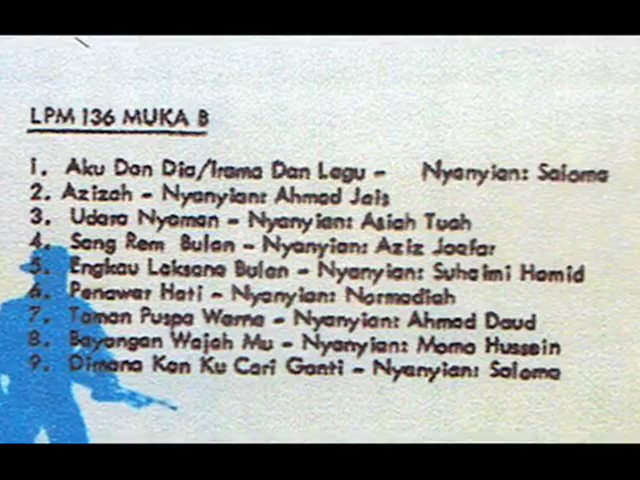 LPM 136 MUKA B
1. Aku Dan Dia/Irama Dan Lagu - Nyanyian: Saloma
2. Azizah - Nyanyian: Ahmad Jais
3. Udara Nyaman - Nyanyian: Asiah Tuah
4. Sang Rem Bulan - Nyanyian: Aziz Jaafar
5. Engkau Laksana Bulan - Nyanyian: Suhaimi Hamid
6. Penawar Hati - Nyanyian: Normadiah
7. Taman Puspa Warna - Nyanyian: Ahmad Daud
8. Bayangan Wajah Mu - Nyanyian: Momo Hussein
9. Dimana Kan Ku Cari Ganti - Nyanyian: Saloma